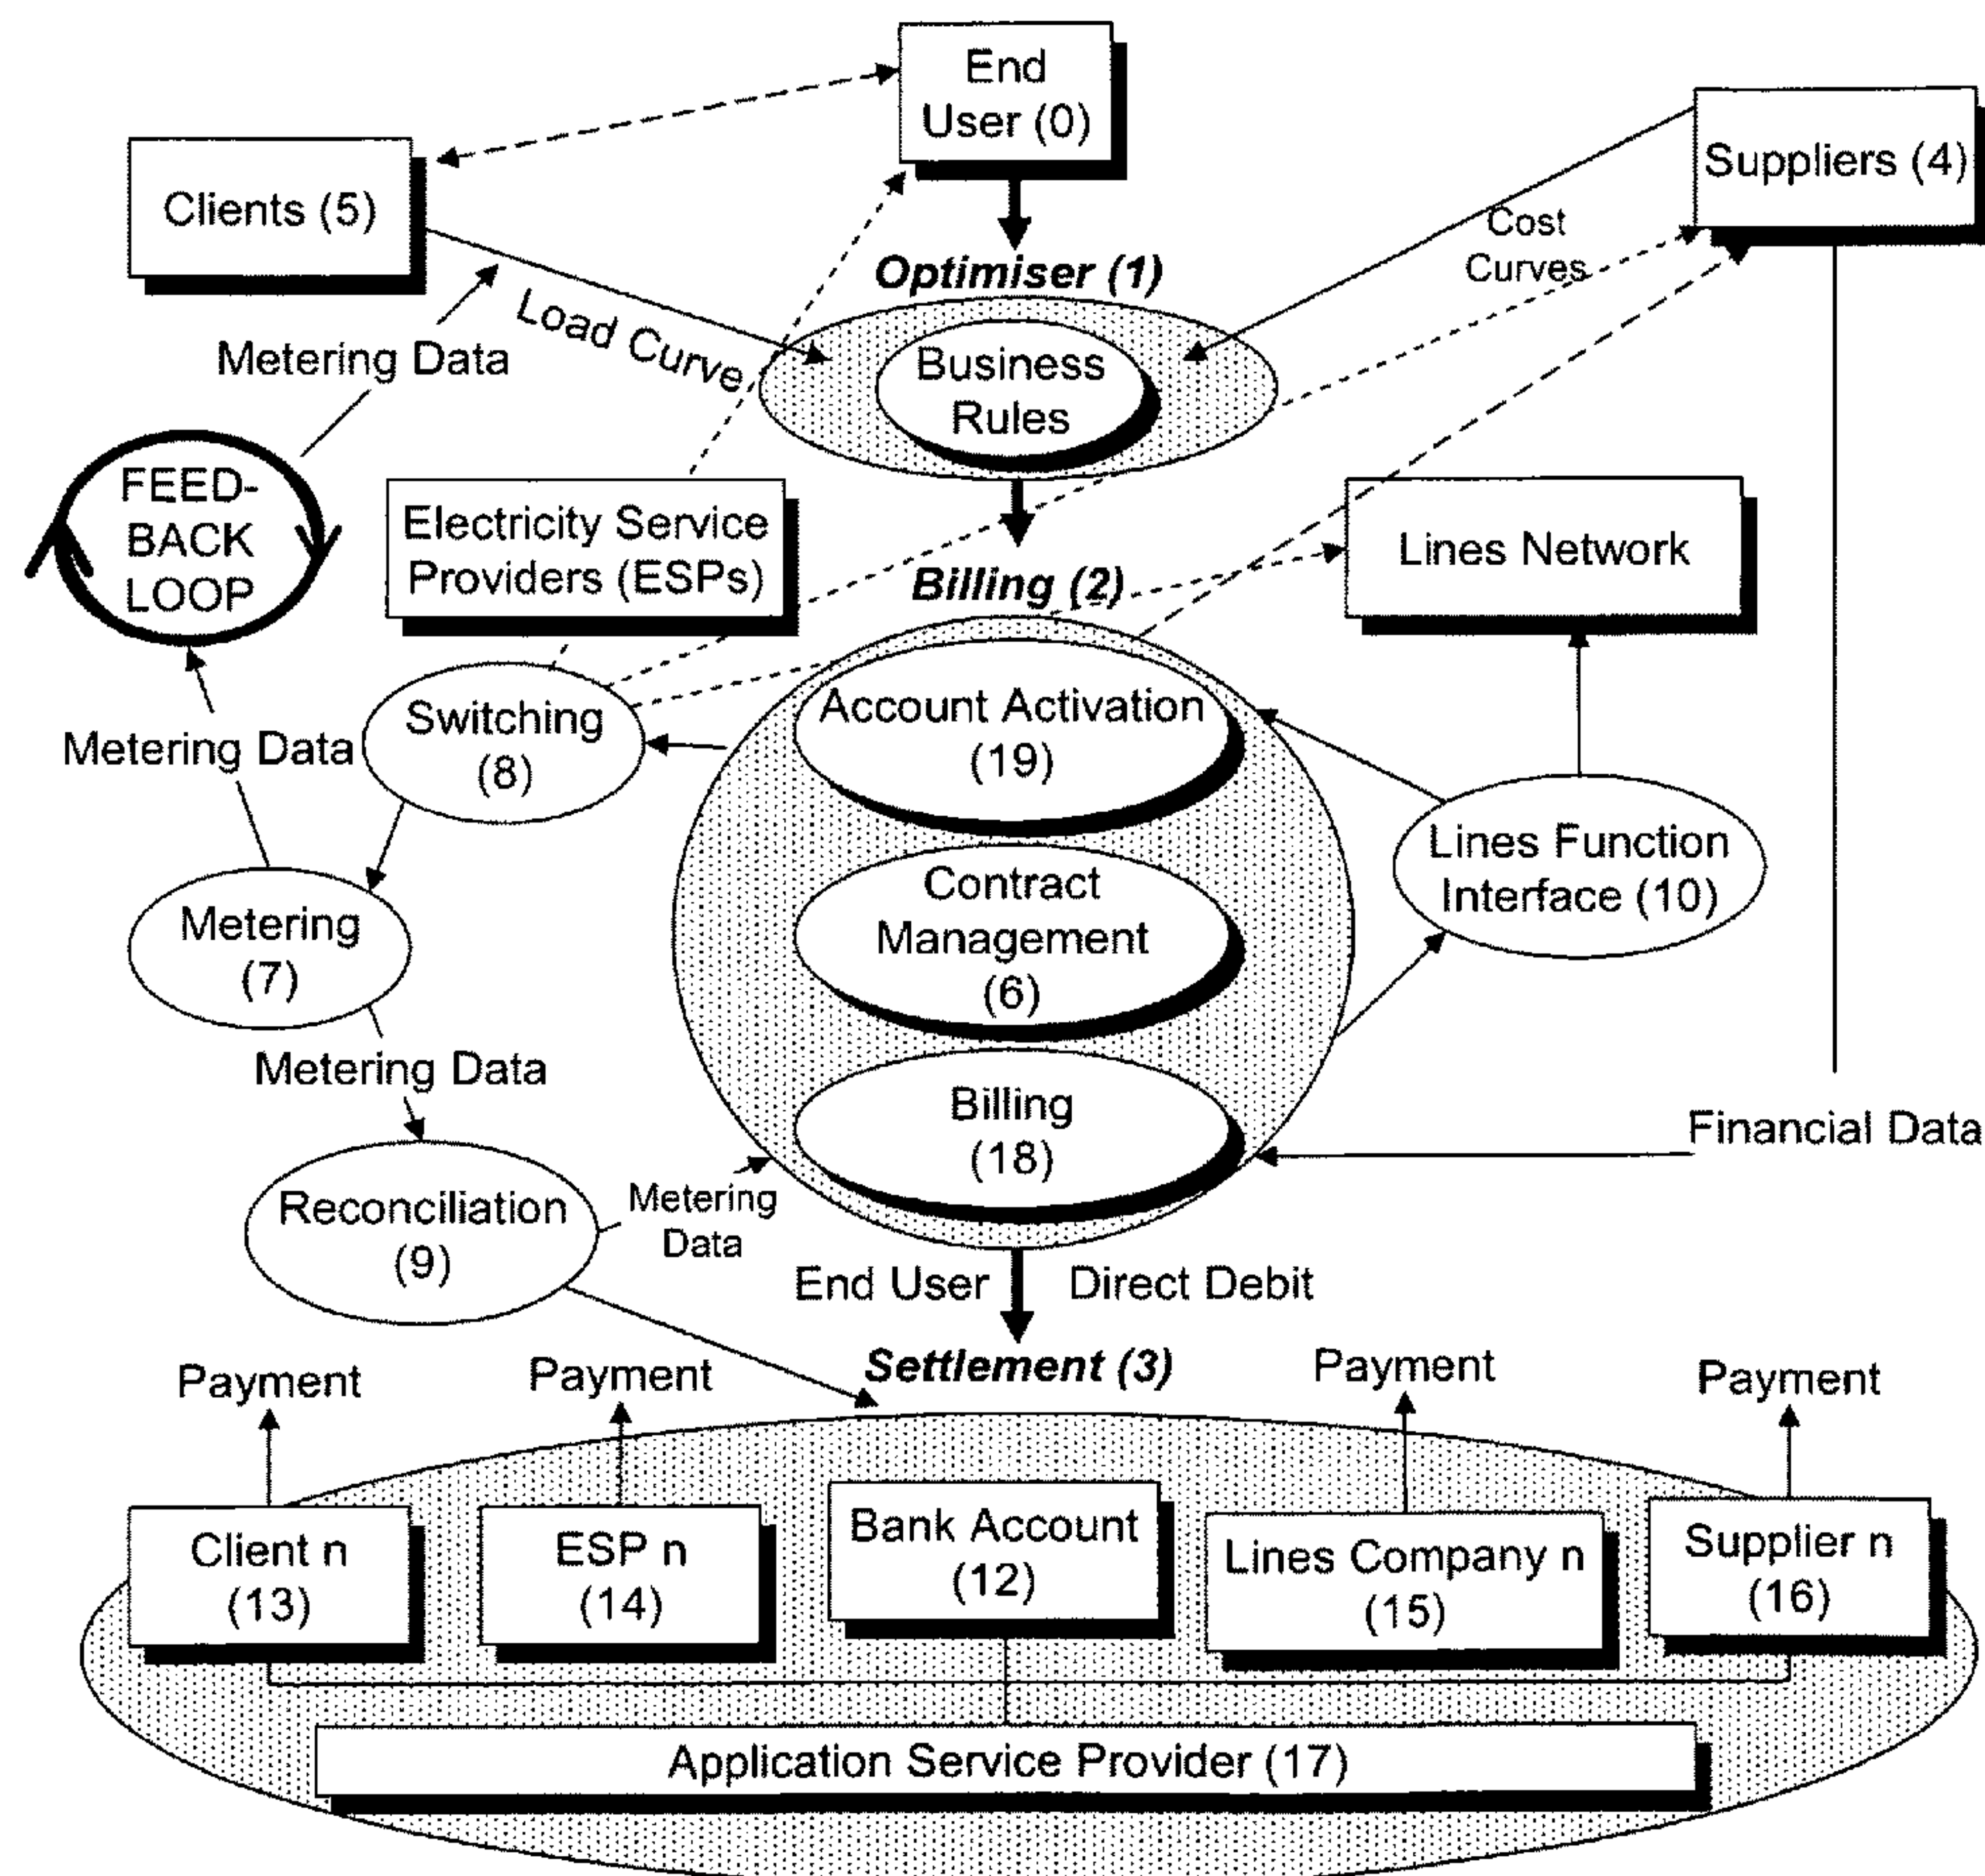 End
User (0)
Clients (5)
Suppliers (4)
Cost
Curves
Optimiser (1)
Load Curve
Metering Data
Business
Rules
FEED-
BACK
LOOP
Electricity Service
Providers (ESPs)
Lines Network
Billing (2)
Switching
(8)
Account Activation
(19)
Metering Data
Lines Function
Interface (10)
Contract
Management
(6)
Metering
(7)
Metering Data
Billing
(18)
Financial Data
Reconciliation
(9)
Metering
Data
End User
Direct Debit
Settlement (3)
Payment
Payment
Payment
Payment
Client n
(13)
ESP n
(14)
Bank Account
(12)
Lines Company n
(15)
Supplier n
(16)
Application Service Provider (17)